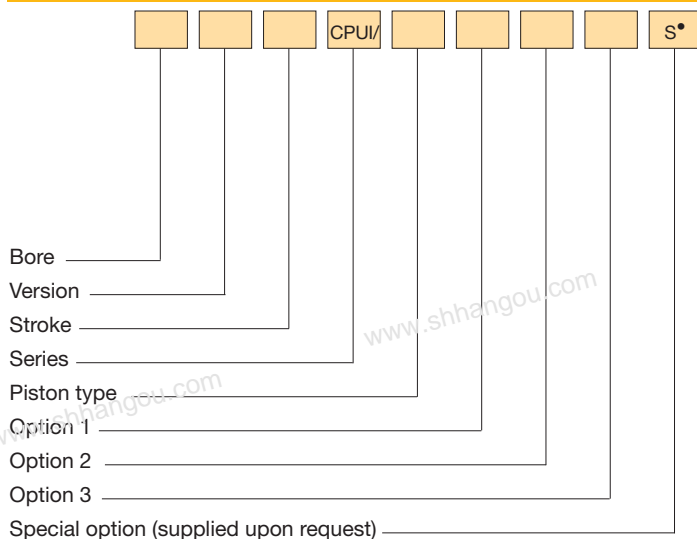 CPUI/ S•
Bore
Version
Stroke
Series
www.shhangou.com
Piston type
Option 1
www.shhangou.com
Option 2
Option 3
Special option (supplied upon request)